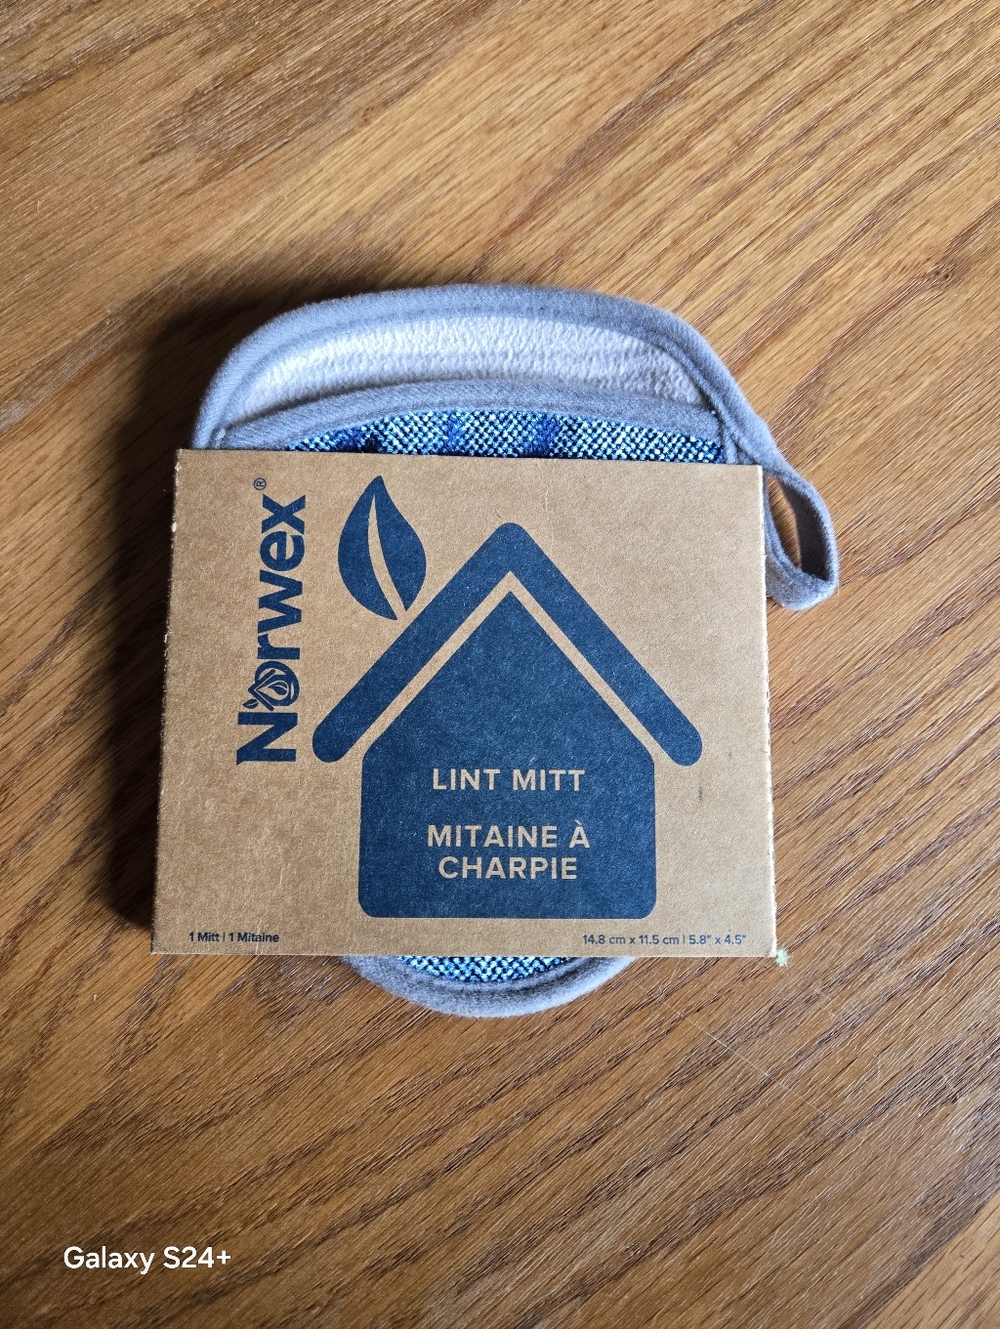 Norwex®
LINT MITT
MITAINE À
CHARPIE
1 Mitt | 1 Mitaine
14.8 cm x 11.5 cm | 5.8" x 4.5"
Galaxy S24+